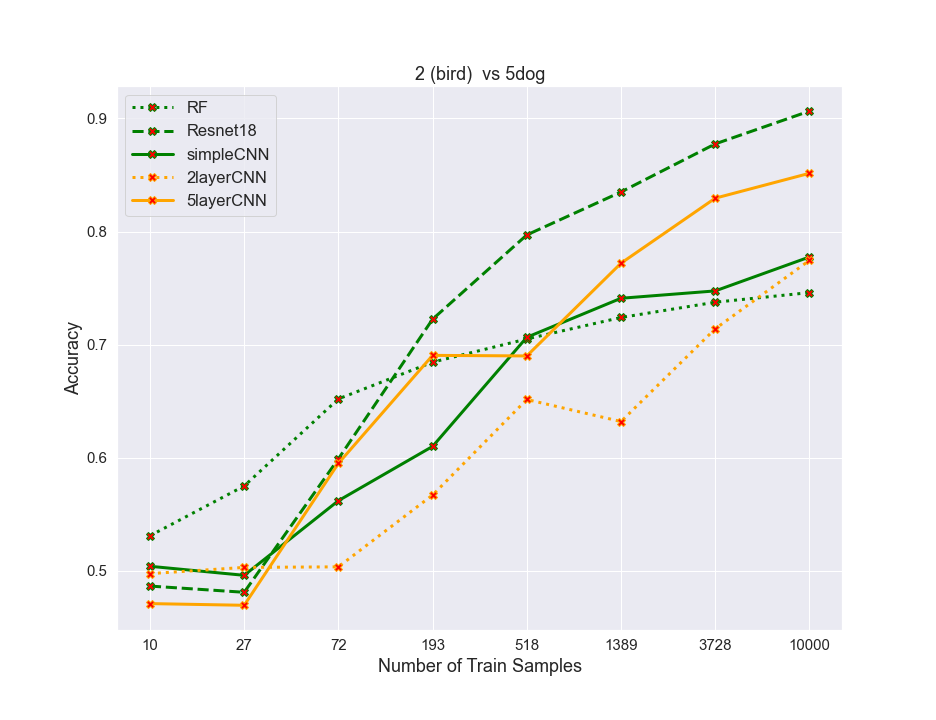 2 (bird)  vs 5dog
RF
Resnet18
simpleCNN
2layerCNN
5layerCNN
0.9
0.8
0.7
0.6
0.5
Accuracy
10 27 72 193 518 1389 3728 10000
Number of Train Samples